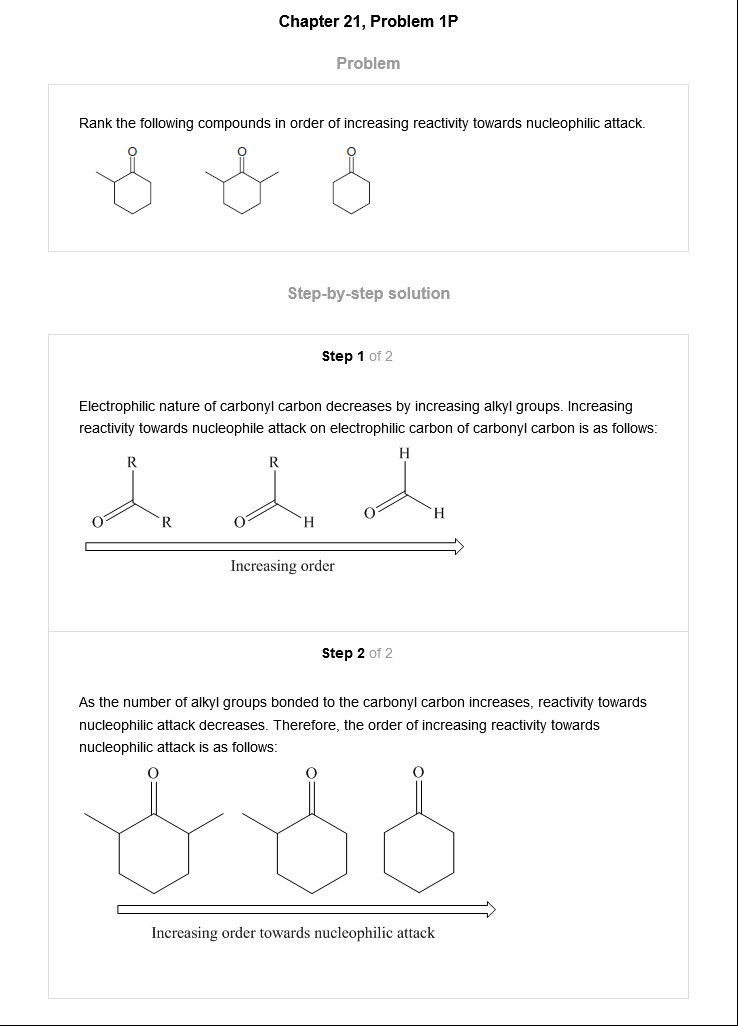 Chapter 21, Problem 1P
Problem
Rank the following compounds in order of increasing reactivity towards nucleophilic attack.
O O O
Step-by-step solution
Step 1 of 2
Electrophilic nature of carbonyl carbon decreases by increasing alkyl groups. Increasing
reactivity towards nucleophile attack on electrophilic carbon of carbonyl carbon is as follows:
R R H
O R O H O H
Increasing order
Step 2 of 2
As the number of alkyl groups bonded to the carbonyl carbon increases, reactivity towards
nucleophilic attack decreases. Therefore, the order of increasing reactivity towards
nucleophilic attack is as follows:
O O O
Increasing order towards nucleophilic attack